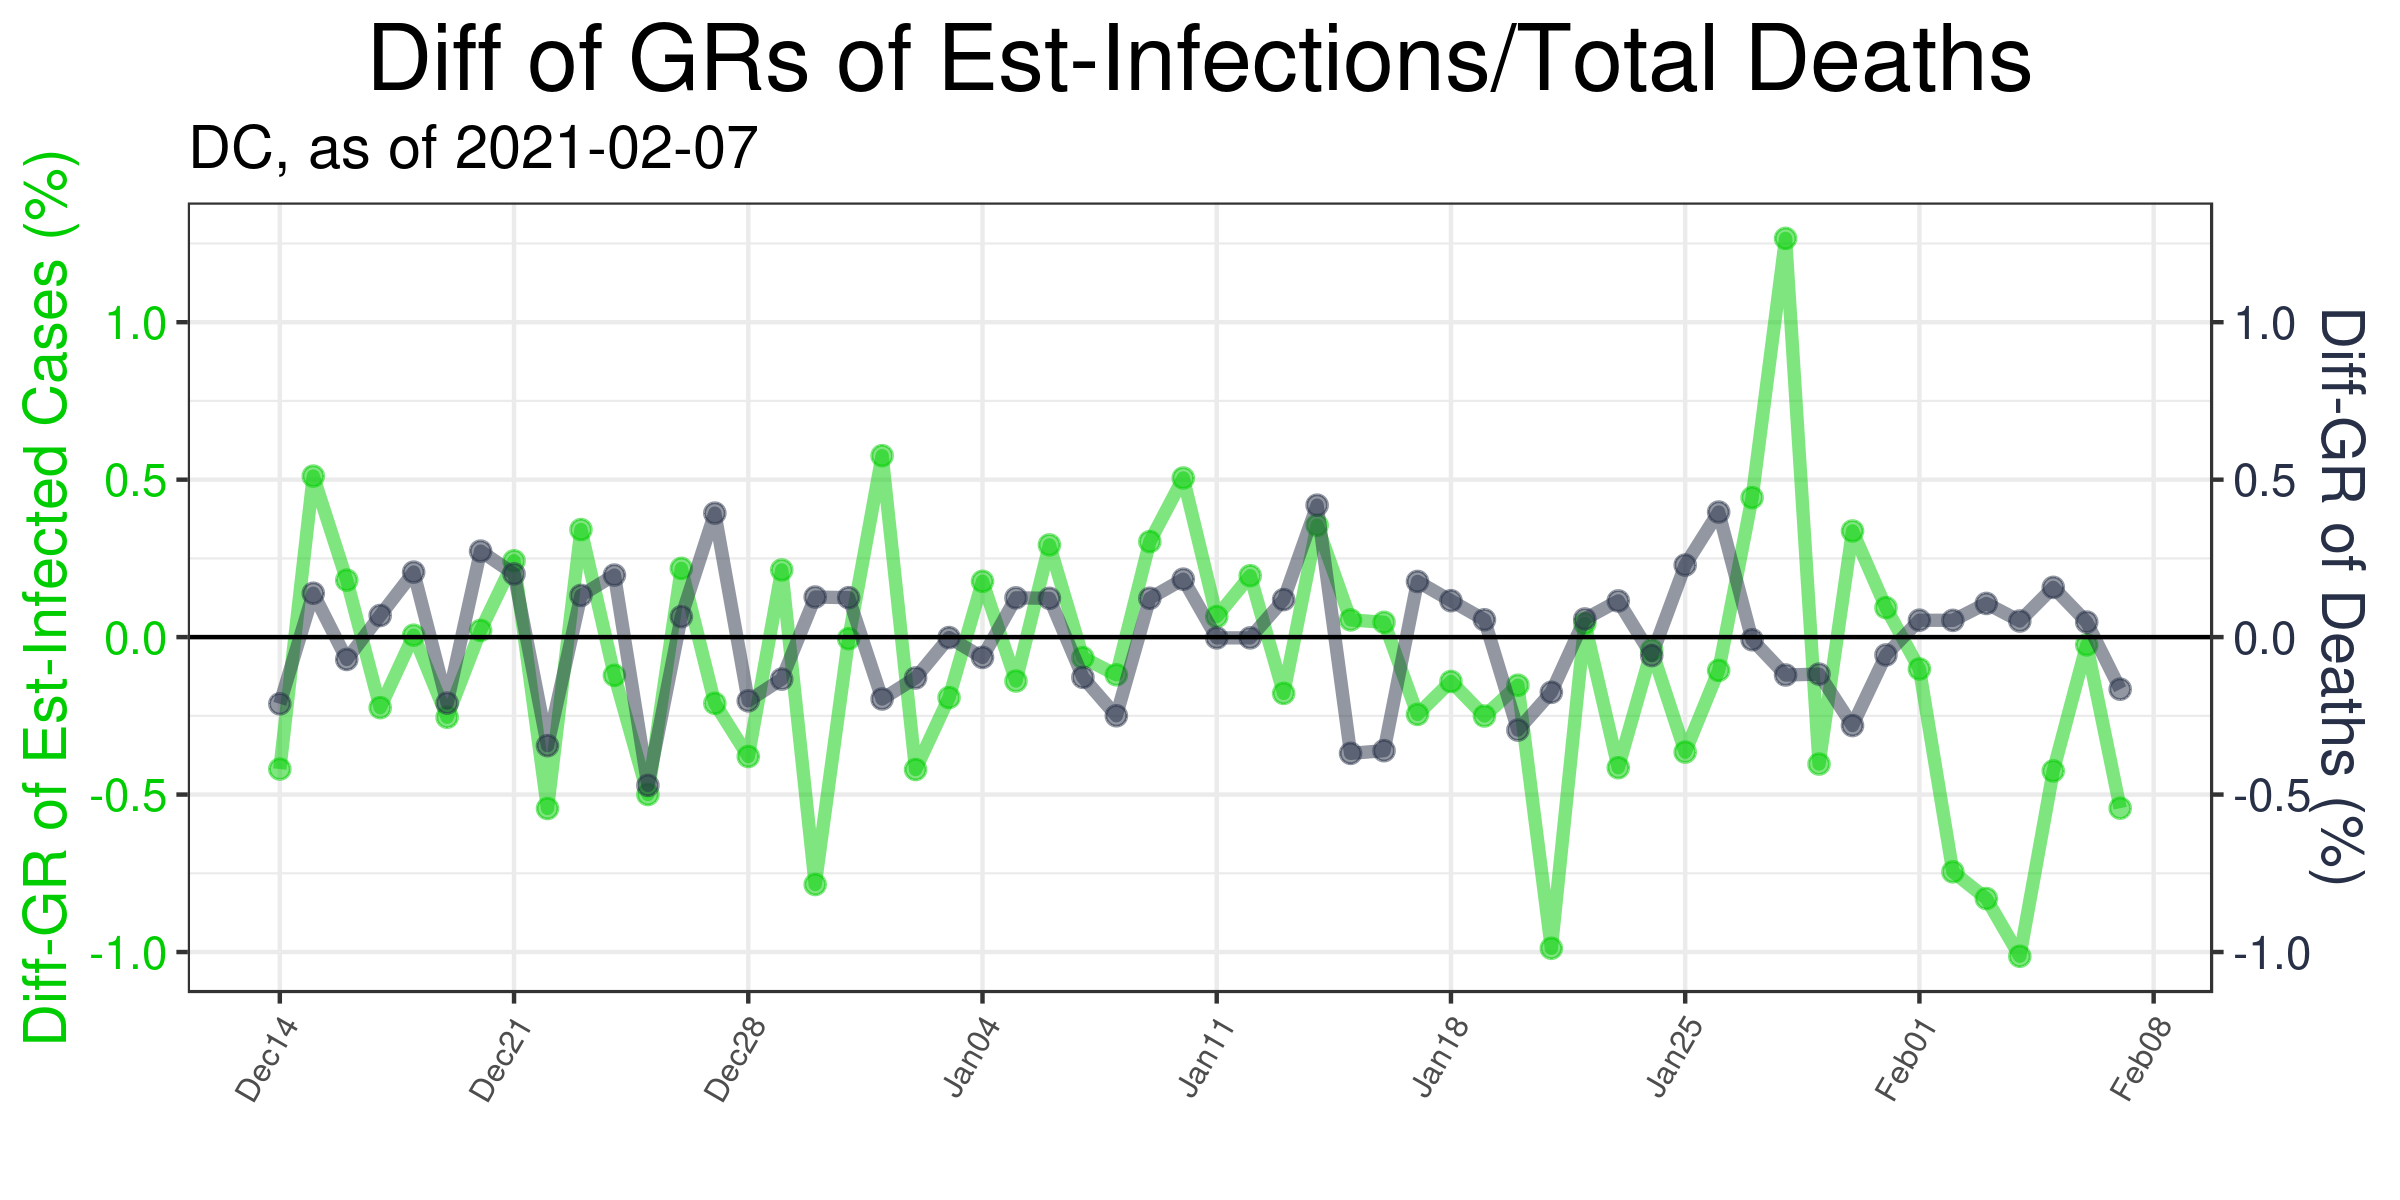 Diff of GRs of Est-Infections/Total Deaths
DC, as of 2021-02-07
Diff-GR of Est-Infected Cases (%)
1.0
0.5
0.0
-0.5
-1.0
1.0
0.5
0.0
-0.5
-1.0
Diff-GR of Deaths (%)
Dec14 Dec21 Dec28 Jan04 Jan11 Jan18 Jan25 Feb01 Feb08